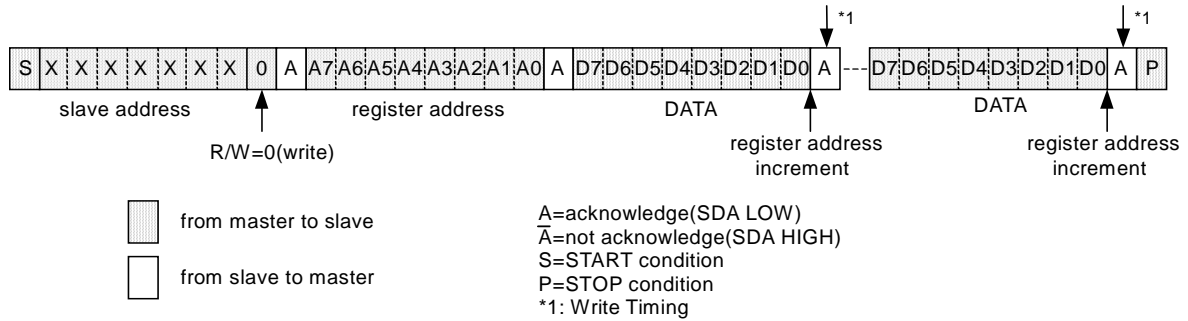 *1 *1
S X X X X X X X 0 A A7 A6 A5 A4 A3 A2 A1 A0 A D7 D6 D5 D4 D3 D2 D1 D0 A D7 D6 D5 D4 D3 D2 D1 D0 A P
slave address register address DATA DATA
R/W=0(write)
register address
increment
register address
increment
from master to slave
from slave to master
A=acknowledge(SDA LOW)
A̅=not acknowledge(SDA HIGH)
S=START condition
P=STOP condition
*1: Write Timing